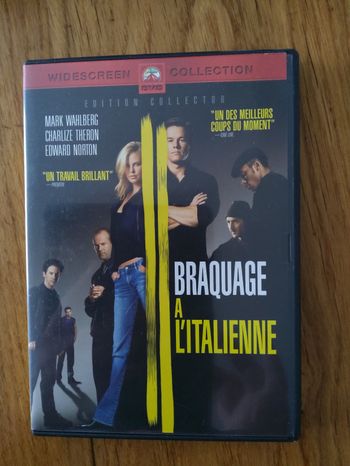 WIDESCREEN COLLECTION
EDITION COLLECTOR
MARK WAHLBERG
CHARLIZE THERON
EDWARD NORTON
"UN TRAVAIL BRILLANT"
"UN DES MEILLEURS
COUPS DU MOMENT"
BRAQUAGE
A
L'ITALIENNE